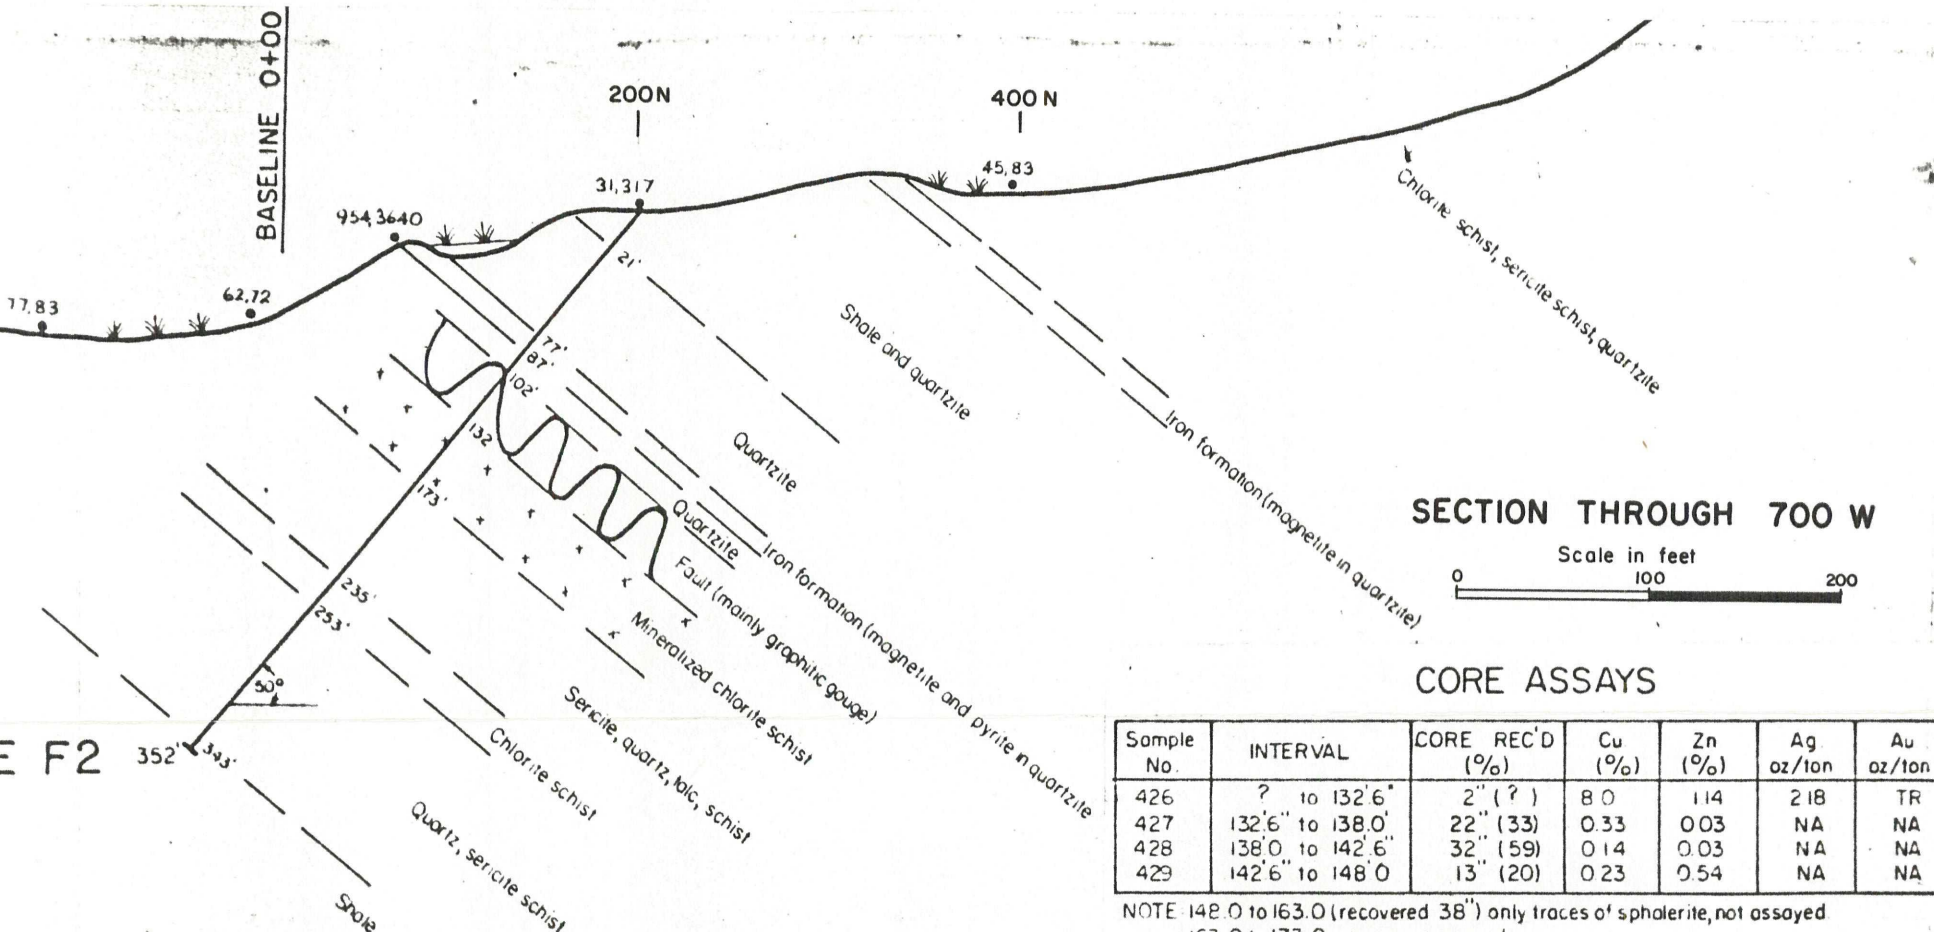 BASELINE 0+00
200N
400N
45,83
31,317
954,3640
62,72
77,83
21'
77'
87'
102'
132
173'
235'
253'
50°
343'
352'
E F2
Chlorite schist, sericite schist, quartzite
Shale and quartzite
Iron formation (magnetite in quartzite)
Quartzite
Quartzite
Iron formation (magnetite and pyrite in quartzite
Fault (mainly graphitic gouge)
Mineralized chlorite schist
Sericite, quartz, talc, schist
Chlorite schist
Quartz, sericite schist
Shale
SECTION THROUGH 700 W
Scale in feet
0 100 200
CORE ASSAYS
Sample No. INTERVAL CORE REC'D (%) Cu (%) Zn (%) Ag. oz/ton Au oz/ton
426 ? to 132'.6" 2" (?) 8 0 1 14 2 18 TR
427 132'.6" to 138.0' 22" (33) 0.33 0 03 NA NA
428 138'.0 to 142'.6" 32" (59) 0 14 0.03 NA NA
429 142'.6" to 148'.0 13" (20) 0.23 0.54 NA NA
NOTE 148.0 to 163.0 (recovered 38") only traces of sphalerite, not assayed.